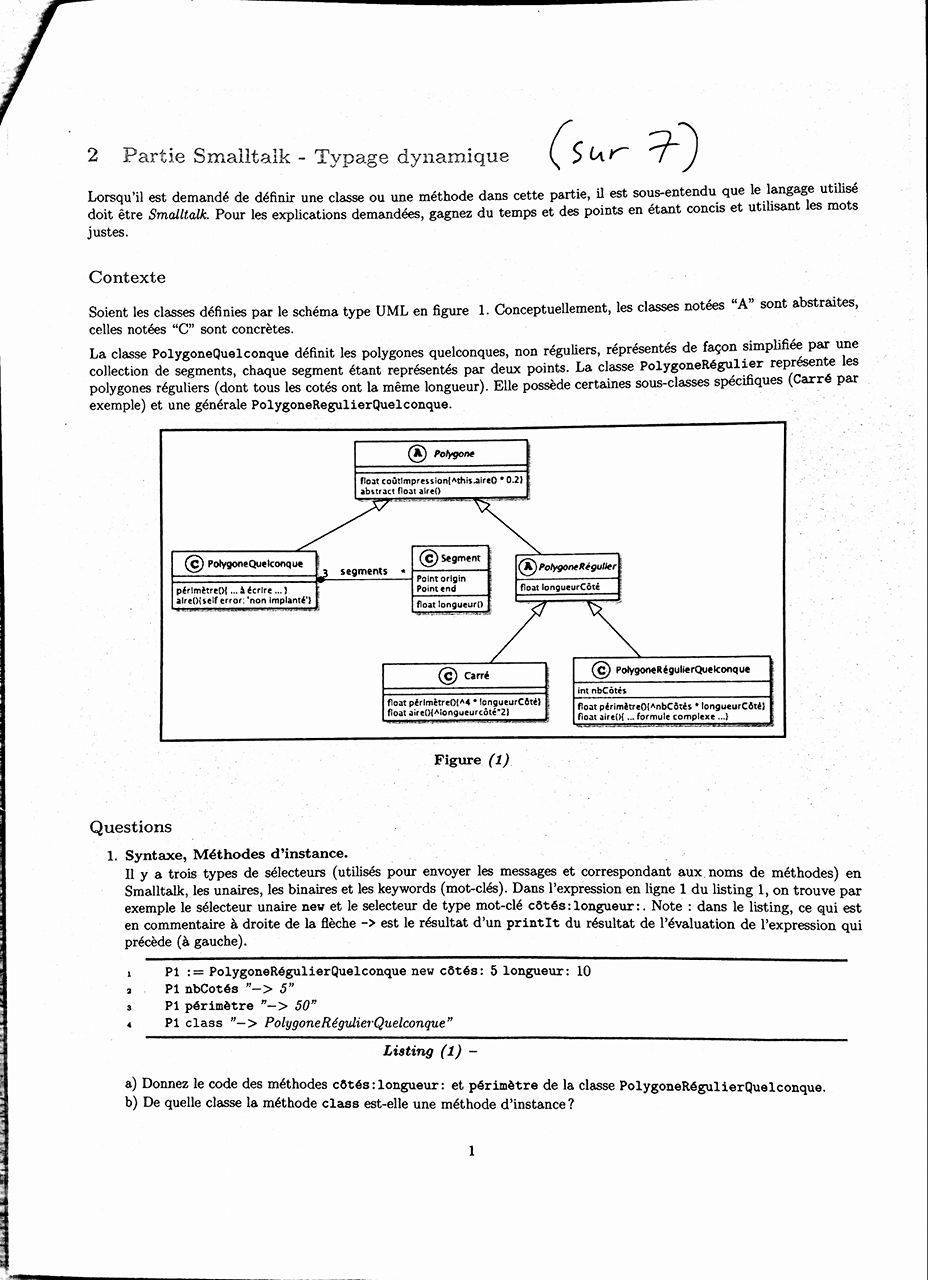 2 Partie Smalltalk - Typage dynamique (sur 7)
Lorsqu'il est demandé de définir une classe ou une méthode dans cette partie, il est sous-entendu que le langage utilisé
doit être Smalltalk. Pour les explications demandées, gagnez du temps et des points en étant concis et utilisant les mots
justes.
Contexte
Soient les classes définies par le schéma type UML en figure 1. Conceptuellement, les classes notées "A" sont abstraites,
celles notées "C" sont concrètes.
La classe PolygoneQuelconque définit les polygones quelconques, non réguliers, réprésentés de façon simplifiée par une
collection de segments, chaque segment étant représentés par deux points. La classe PolygoneRégulier représente les
polygones réguliers (dont tous les cotés ont la même longueur). Elle possède certaines sous-classes spécifiques (Carré par
exemple) et une générale PolygoneRegulierQuelconque.
A Polygone
float coûtImpression{^this.aire() * 0.2}
abstract float aire()
C PolygoneQuelconque
périmètre(){ ... à écrire ... }
aire(){self error: 'non implanté'}
3 segments *
C Segment
Point origin
Point end
float longueur()
A PolygoneRégulier
float longueurCôté
C Carré
float périmètre(){^4 * longueurCôté}
float aire(){^longueurcôté^2}
C PolygoneRégulierQuelconque
int nbCôtés
float périmètre(){^nbCôtés * longueurCôté}
float aire(){ ... formule complexe ...}
Figure (1)
Questions
1. Syntaxe, Méthodes d'instance.
Il y a trois types de sélecteurs (utilisés pour envoyer les messages et correspondant aux noms de méthodes) en
Smalltalk, les unaires, les binaires et les keywords (mot-clés). Dans l'expression en ligne 1 du listing 1, on trouve par
exemple le sélecteur unaire new et le selecteur de type mot-clé côtés:longueur:. Note : dans le listing, ce qui est
en commentaire à droite de la flèche -> est le résultat d'un printIt du résultat de l'évaluation de l'expression qui
précède (à gauche).
1 P1 := PolygoneRégulierQuelconque new côtés: 5 longueur: 10
2 P1 nbCotés "-> 5"
3 P1 périmètre "-> 50"
4 P1 class "-> PolygoneRégulierQuelconque"
Listing (1) –
a) Donnez le code des méthodes côtés:longueur: et périmètre de la classe PolygoneRégulierQuelconque.
b) De quelle classe la méthode class est-elle une méthode d'instance ?
1